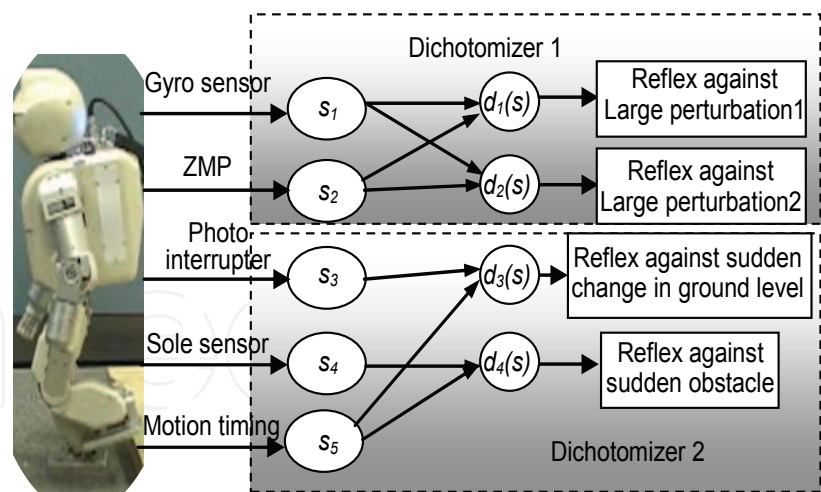 Dichotomizer 1
Gyro sensor
s1
d1(s)
Reflex against
Large perturbation1
ZMP
s2
d2(s)
Reflex against
Large perturbation2
Photo
interrupter
s3
d3(s)
Reflex against sudden
change in ground level
Sole sensor
s4
d4(s)
Reflex against
sudden obstacle
Motion timing
s5
Dichotomizer 2